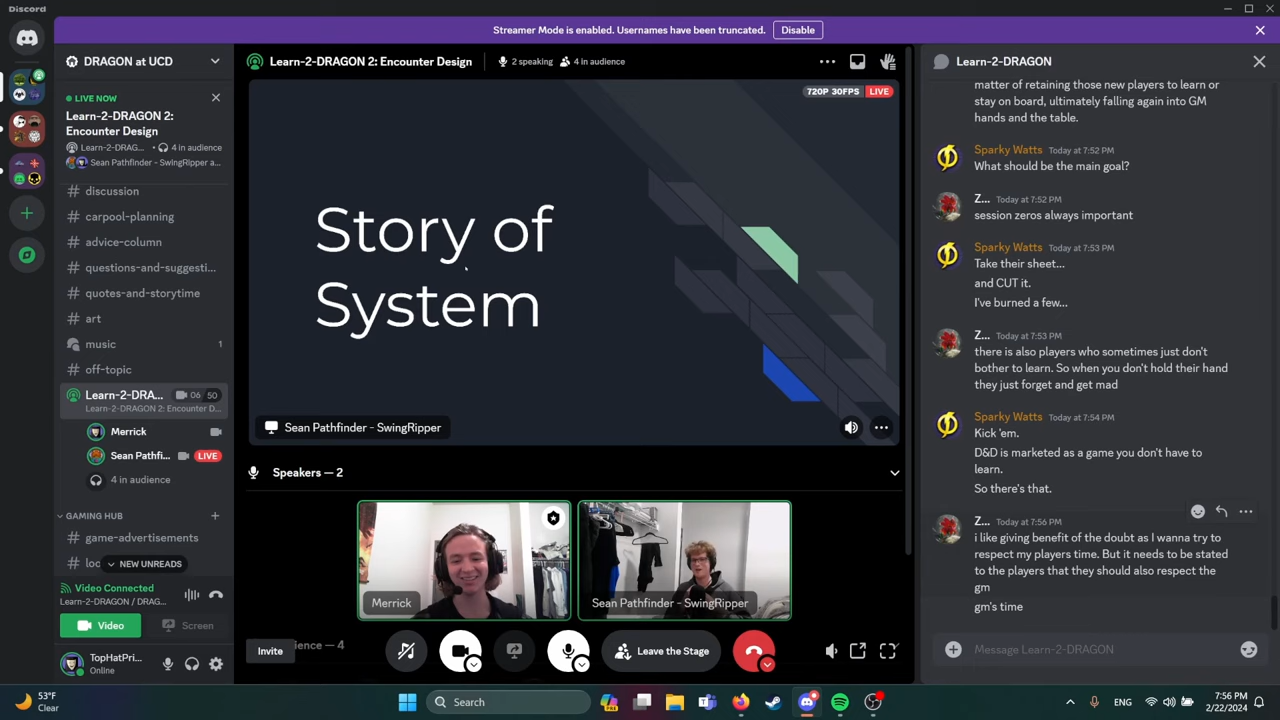 Discord
Streamer Mode is enabled. Usernames have been truncated.
Disable
DRAGON at UCD
LIVE NOW
Learn-2-DRAGON 2:
Encounter Design
Learn-2-DRAG... 4 in audience
Sean Pathfinder - SwingRipper a...
discussion
carpool-planning
advice-column
questions-and-suggesti...
quotes-and-storytime
art
music 1
off-topic
Learn-2-DRA... 06 50
Learn-2-DRAGON 2: Encounter D...
Merrick
Sean Pathfi... LIVE
4 in audience
GAMING HUB
game-advertisements
NEW UNREADS
Video Connected
Learn-2-DRAGON / DRAG...
Video
Screen
TopHatPri...
Online
Learn-2-DRAGON 2: Encounter Design
2 speaking
4 in audience
720P 30FPS LIVE
Story of
System
Sean Pathfinder - SwingRipper
Speakers — 2
Merrick
Sean Pathfinder - SwingRipper
Invite
Leave the Stage
Learn-2-DRAGON
matter of retaining those new players to learn or
stay on board, ultimately falling again into GM
hands and the table.
Sparky Watts Today at 7:52 PM
What should be the main goal?
Z... Today at 7:52 PM
session zeros always important
Sparky Watts Today at 7:53 PM
Take their sheet...
and CUT it.
I've burned a few...
Z... Today at 7:53 PM
there is also players who sometimes just don't
bother to learn. So when you don't hold their hand
they just forget and get mad
Sparky Watts Today at 7:54 PM
Kick 'em.
D&D is marketed as a game you don't have to
learn.
So there's that.
Z... Today at 7:56 PM
i like giving benefit of the doubt as I wanna try to
respect my players time. But it needs to be stated
to the players that they should also respect the
gm
gm's time
Message Learn-2-DRAGON
53°F
Clear
Search
ENG
7:56 PM
2/22/2024